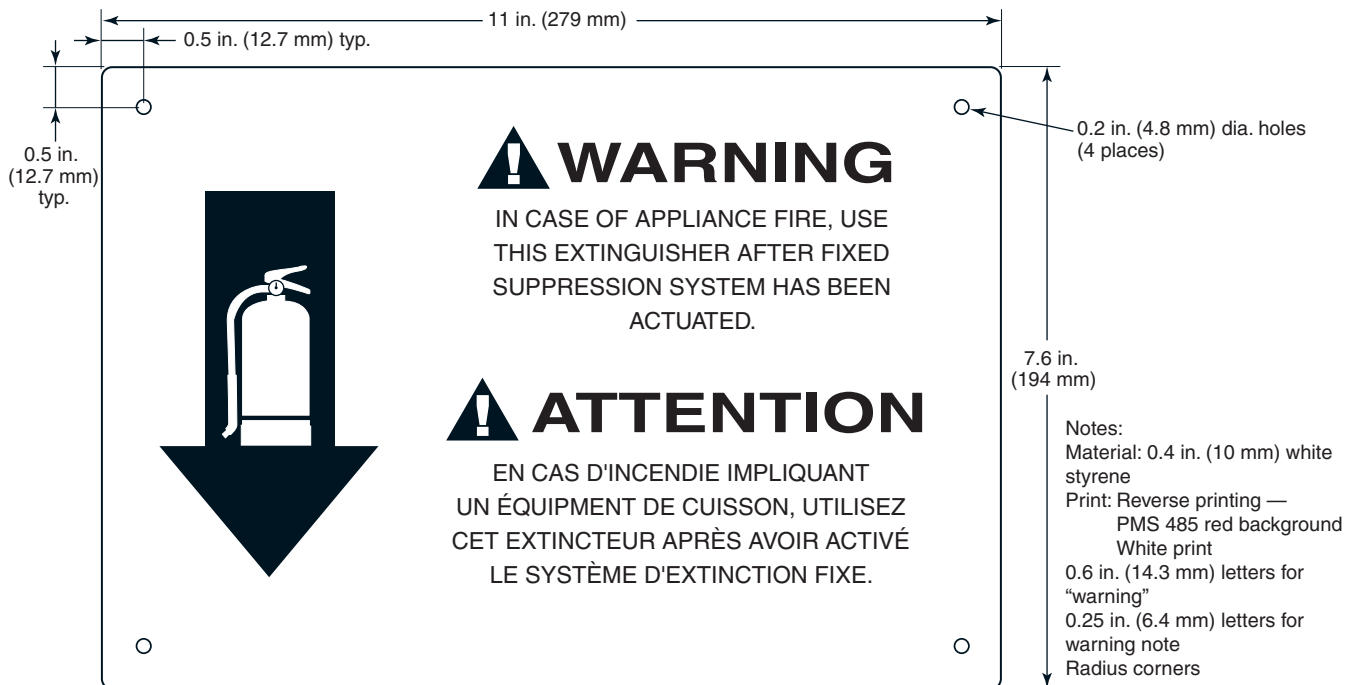 11 in. (279 mm)
0.5 in. (12.7 mm) typ.
0.5 in.
(12.7 mm)
typ.
0.2 in. (4.8 mm) dia. holes
(4 places)
WARNING
IN CASE OF APPLIANCE FIRE, USE
THIS EXTINGUISHER AFTER FIXED
SUPPRESSION SYSTEM HAS BEEN
ACTUATED.
7.6 in.
(194 mm)
ATTENTION
EN CAS D'INCENDIE IMPLIQUANT
UN ÉQUIPMENT DE CUISSON, UTILISEZ
CET EXTINCTEUR APRÈS AVOIR ACTIVÉ
LE SYSTÈME D'EXTINCTION FIXE.
Notes:
Material: 0.4 in. (10 mm) white
styrene
Print: Reverse printing —
PMS 485 red background
White print
0.6 in. (14.3 mm) letters for
“warning”
0.25 in. (6.4 mm) letters for
warning note
Radius corners